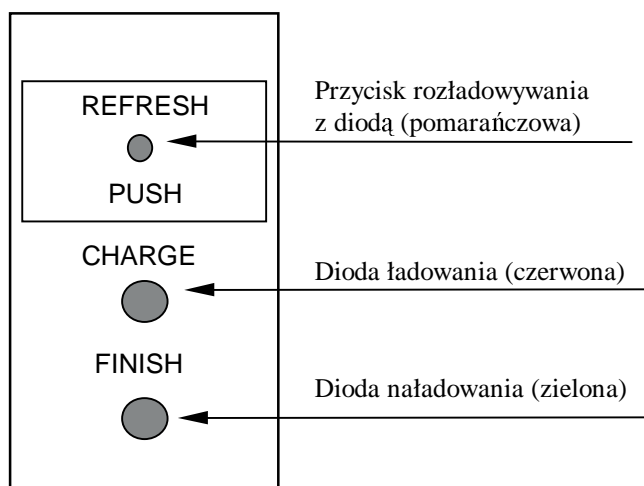 REFRESH
PUSH
Przycisk rozładowywania
z diodą (pomarańczowa)
CHARGE
Dioda ładowania (czerwona)
FINISH
Dioda naładowania (zielona)